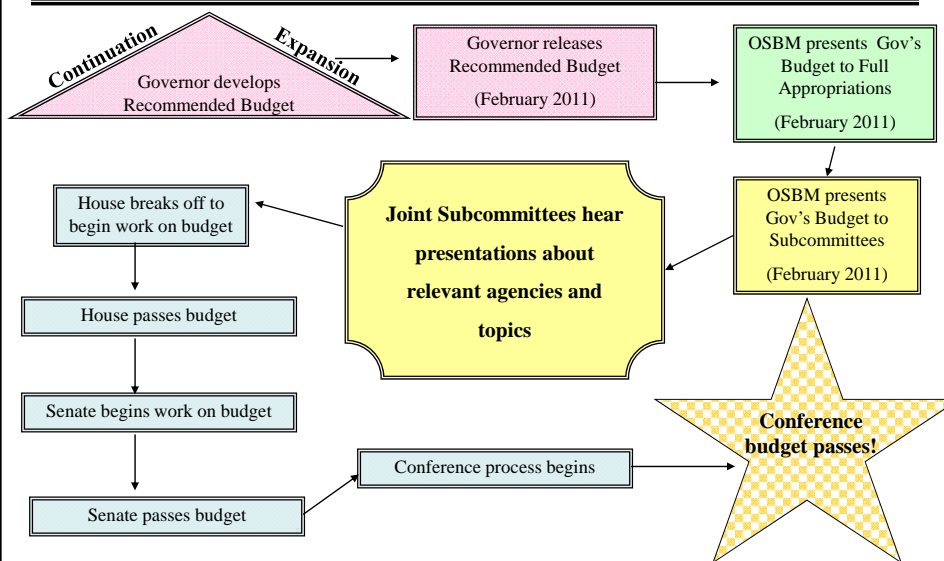 Continuation
Expansion
Governor develops
Recommended Budget
Governor releases
Recommended Budget
(February 2011)
OSBM presents Gov's
Budget to Full
Appropriations
(February 2011)
OSBM presents
Gov's Budget to
Subcommittees
(February 2011)
Joint Subcommittees hear
presentations about
relevant agencies and
topics
House breaks off to
begin work on budget
House passes budget
Senate begins work on budget
Senate passes budget
Conference process begins
Conference
budget passes!